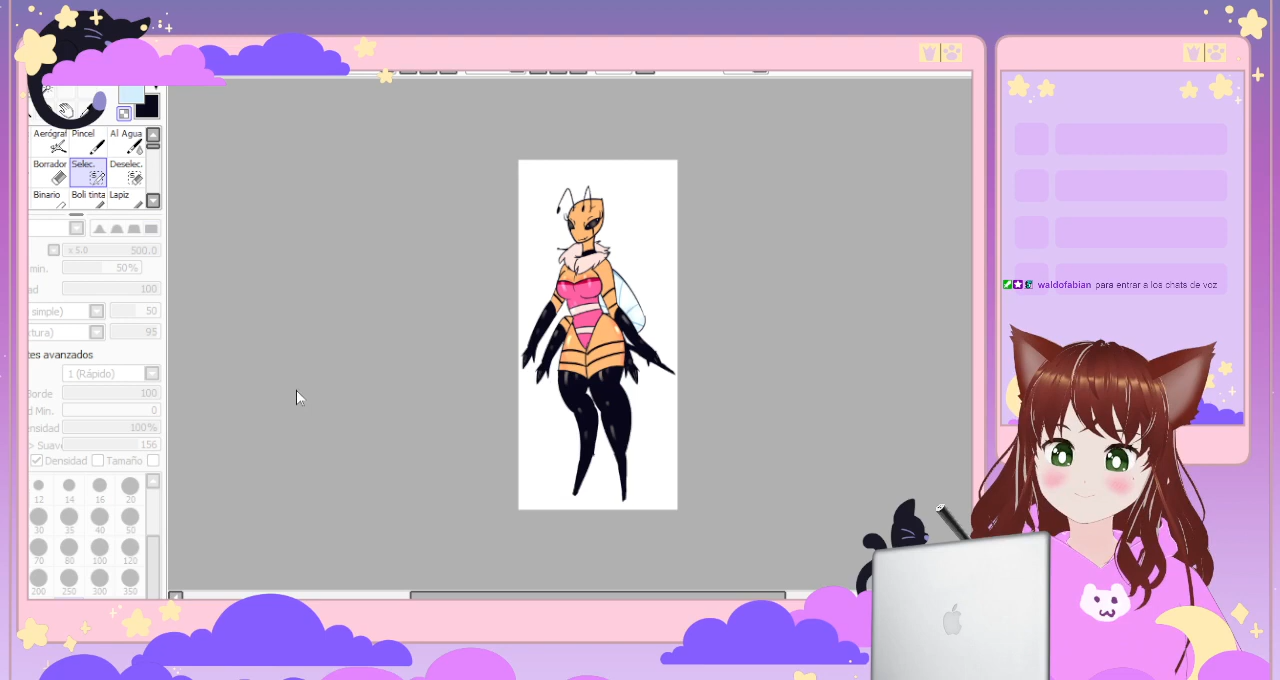 Aerógraf Pincel Al Agua
Borrador Selec. Deselec.
Binario Boli tinta Lapiz
x 5.0 500.0
min. 50%
ad 100
simple) 50
tura) 95
tes avanzados
1 (Rápido)
Borde 100
d Min. 0
ensidad 100%
> Suave 156
Densidad Tamaño
12 14 16 20
30 35 40 50
70 80 100 120
200 250 300 350
waldofabian para entrar a los chats de voz